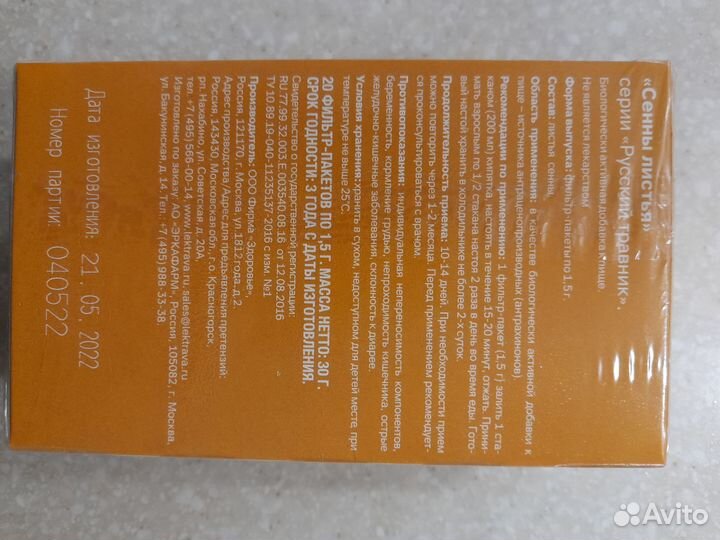 «Сенны листья»
серии «Русский травник».
Биологически активная добавка к пище
Не является лекарством
Форма выпуска: фильтр-пакеты по 1,5 г.
Состав: листья сенны.
Область применения: в качестве биологически активной добавки к
пище – источника антраценопроизводных (антрахинонов).
Рекомендации по применению: 1 фильтр-пакет (1,5 г) залить 1 ста-
каном (200 мл) кипятка, настоять в течение 15-20 минут, отжать. Прини-
мать взрослым по 1/2 стакана настоя 2 раза в день во время еды. Гото-
вый настой хранить в холодильнике не более 2-х суток.
Продолжительность приема: 10-14 дней. При необходимости прием
можно повторить через 1-2 месяца. Перед применением рекомендует-
ся проконсультироваться с врачом.
Противопоказания: индивидуальная непереносимость компонентов,
беременность, кормление грудью, непроходимость кишечника, острые
желудочно-кишечные заболевания, склонность к диарее.
Условия хранения: хранить в сухом, недоступном для детей месте, при
температуре не выше 25°С.
20 ФИЛЬТР-ПАКЕТОВ ПО 1,5 Г. МАССА НЕТТО: 30 Г.
СРОК ГОДНОСТИ: 3 ГОДА С ДАТЫ ИЗГОТОВЛЕНИЯ.
Свидетельство о государственной регистрации:
RU.77.99.32.003.Е.003540.08.16 от 12.08.2016
ТУ 10.89.19-040-11235137-2016 с изм. №1
Производитель: ООО Фирма «Здоровье»,
Россия, 121170 г. Москва, ул.1812 года, д.2.
Адрес производства/Адрес для предъявления претензий:
Россия, 143430, Московская обл., г.о. Красногорск,
рп. Нахабино, ул. Советская, д. 20А,
тел. +7(495) 566-00-14, www.lektrava.ru, sales@lektrava.ru
Изготовлено по заказу: АО «ЭРКАФАРМ», Россия, 105082, г. Москва,
ул. Бакунинская, д. 14. Тел.: +7(495) 988-33-38.
Дата изготовления: 21.05.2022
Номер партии: 040522
Avito